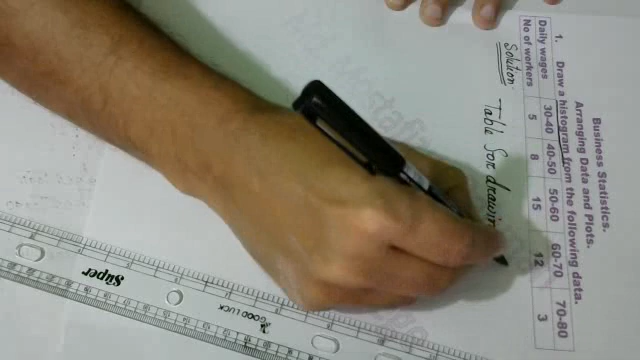 Business Statistics.
Arranging Data and Plots.
1. Draw a histogram from the following data.
Daily wages 30-40 40-50 50-60 60-70 70-80
No of workers 5 8 15 12 3
Solution:
Table for drawin
Süper
GOOD LUCK